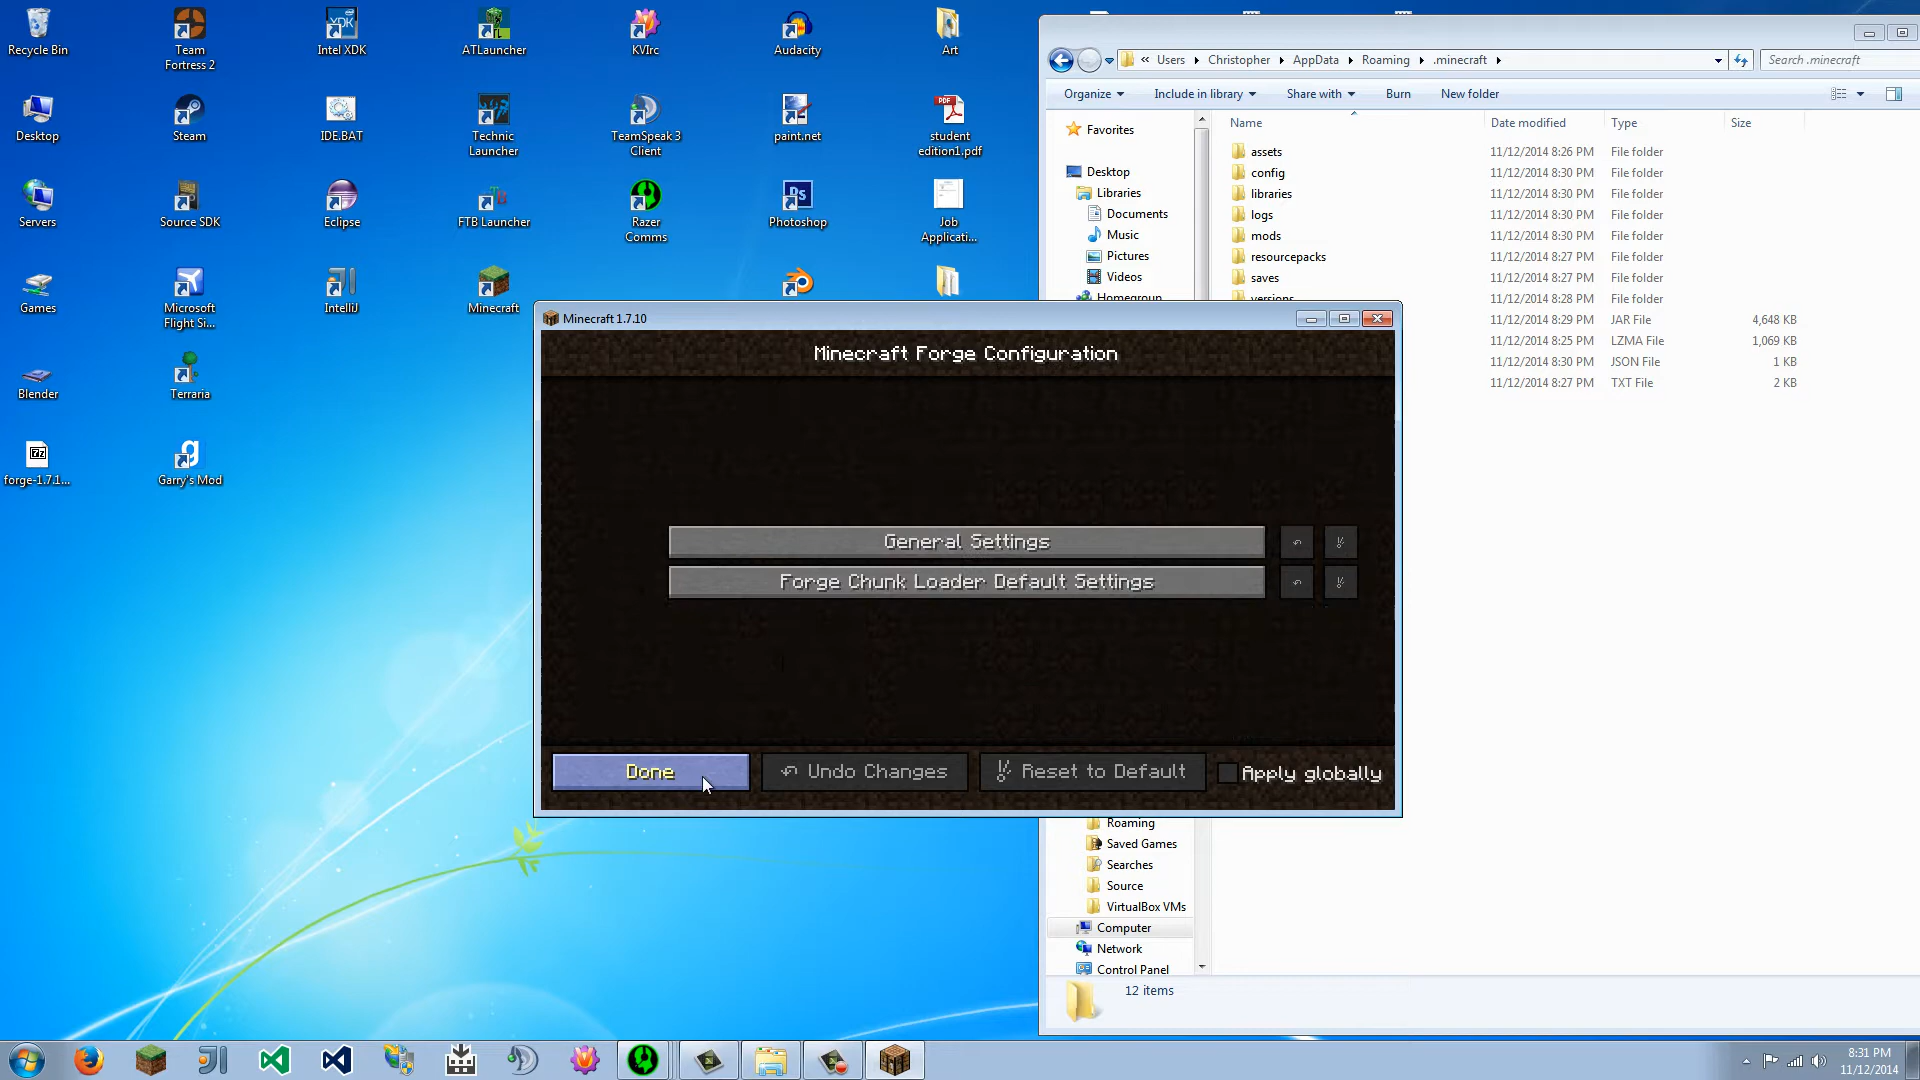 Recycle Bin
Team
Fortress 2
Intel XDK
ATLauncher
KVIrc
Audacity
Art
Desktop
Steam
IDE.BAT
Technic
Launcher
TeamSpeak 3
Client
paint.net
student
edition1.pdf
Servers
Source SDK
Eclipse
FTB Launcher
Razer
Comms
Photoshop
Job
Applicati...
Games
Microsoft
Flight Si...
IntelliJ
Minecraft
Blender
Terraria
forge-1.7.1...
Garry's Mod
« Users Christopher AppData Roaming .minecraft
Search .minecraft
Organize Include in library Share with Burn New folder
Name Date modified Type Size
Favorites
Desktop
Libraries
Documents
Music
Pictures
Videos
Homegroup
assets 11/12/2014 8:26 PM File folder
config 11/12/2014 8:30 PM File folder
libraries 11/12/2014 8:30 PM File folder
logs 11/12/2014 8:30 PM File folder
mods 11/12/2014 8:30 PM File folder
resourcepacks 11/12/2014 8:27 PM File folder
saves 11/12/2014 8:27 PM File folder
versions 11/12/2014 8:28 PM File folder
11/12/2014 8:29 PM JAR File 4,648 KB
11/12/2014 8:25 PM LZMA File 1,069 KB
11/12/2014 8:30 PM JSON File 1 KB
11/12/2014 8:27 PM TXT File 2 KB
Minecraft 1.7.10
Minecraft Forge Configuration
General Settings
Forge Chunk Loader Default Settings
Done
Undo Changes
Reset to Default
Apply globally
Roaming
Saved Games
Searches
Source
VirtualBox VMs
Computer
Network
Control Panel
12 items
8:31 PM
11/12/2014